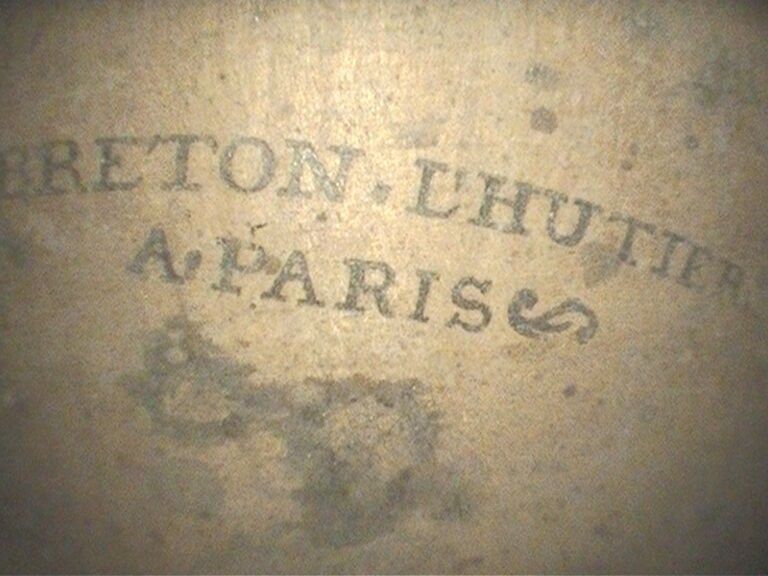 BRETON. L'HUTIER
A, PARIS